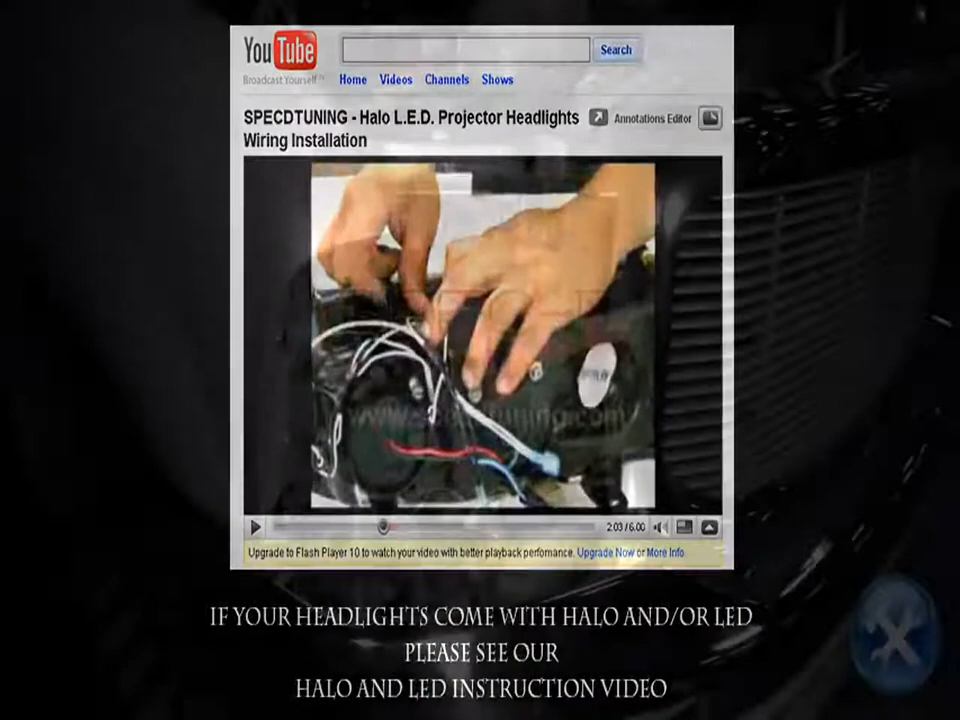 YouTube
Broadcast Yourself™
Search
Home Videos Channels Shows
SPECDTUNING - Halo L.E.D. Projector Headlights
Wiring Installation
Annotations Editor
2:03 / 6:00
Upgrade to Flash Player 10 to watch your video with better playback perfomance. Upgrade Now or More Info
IF YOUR HEADLIGHTS COME WITH HALO AND/OR LED
PLEASE SEE OUR
HALO AND LED INSTRUCTION VIDEO